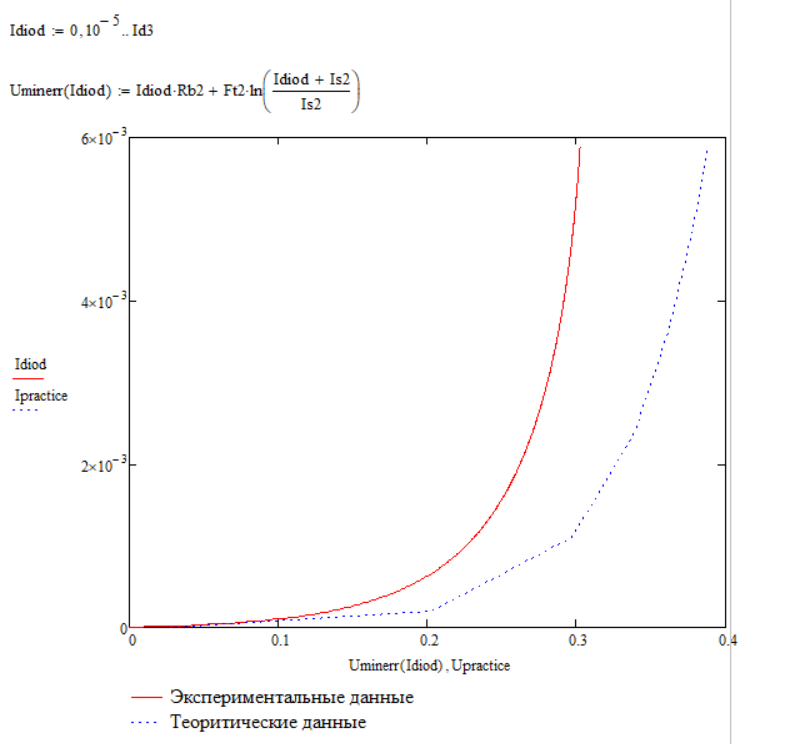 Idiod := 0,10^-5 .. Id3
Uminerr(Idiod) := Idiod·Rb2 + Ft2·ln((Idiod + Is2)/Is2)
6×10^-3
4×10^-3
Idiod
Ipractice
2×10^-3
0
0 0.1 0.2 0.3 0.4
Uminerr(Idiod) , Upractice
Экспериментальные данные
Теоритические данные